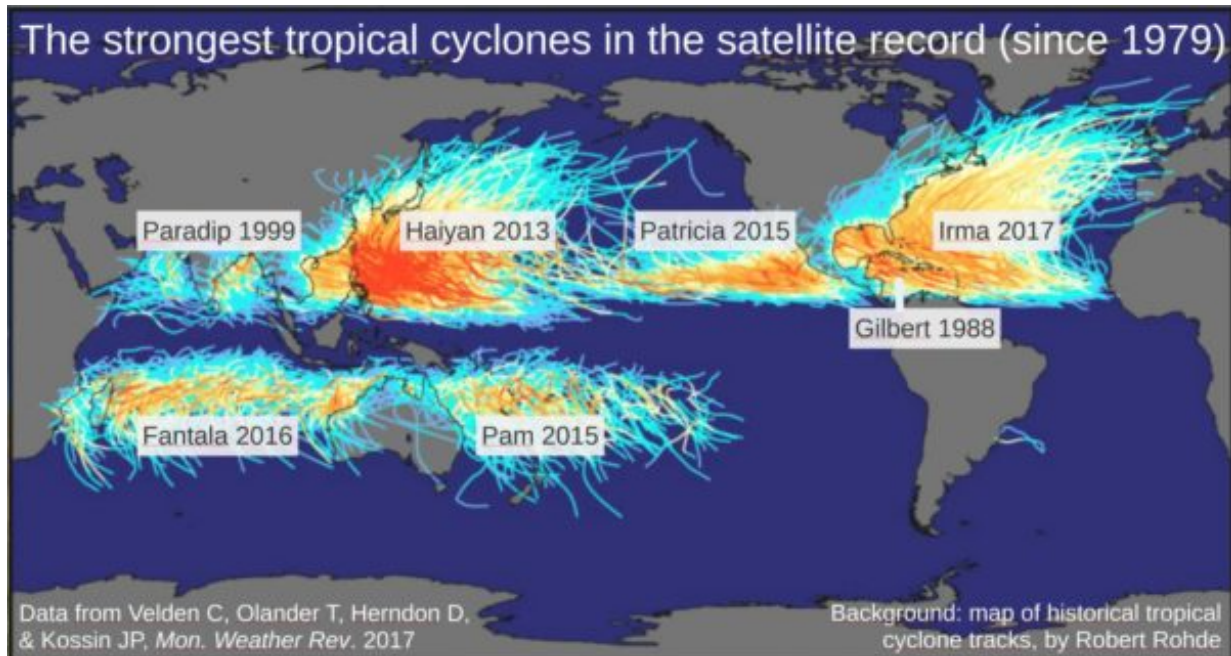 The strongest tropical cyclones in the satellite record (since 1979)
Paradip 1999
Haiyan 2013
Patricia 2015
Irma 2017
Gilbert 1988
Fantala 2016
Pam 2015
Data from Velden C, Olander T, Herndon D,
& Kossin JP, Mon. Weather Rev. 2017
Background: map of historical tropical
cyclone tracks, by Robert Rohde